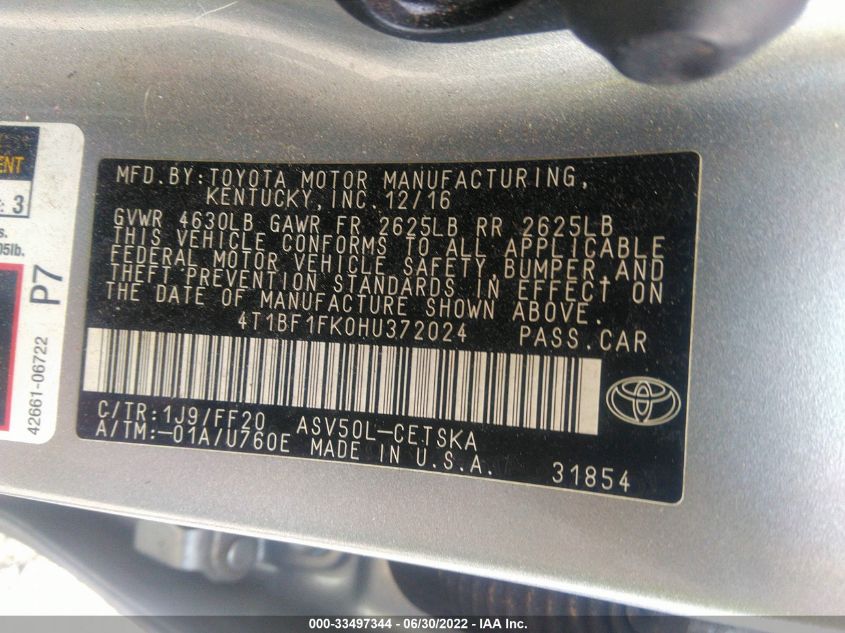 MFD.BY:TOYOTA MOTOR MANUFACTURING,
KENTUCKY,INC.12/16
GVWR 4630LB GAWR FR 2625LB RR 2625LB
THIS VEHICLE CONFORMS TO ALL APPLICABLE
FEDERAL MOTOR VEHICLE SAFETY,BUMPER,AND
THEFT PREVENTION STANDARDS IN EFFECT ON
THE DATE OF MANUFACTURE SHOWN ABOVE.
4T1BF1FK0HU372024 PASS.CAR
C/TR:1J9/FF20 ASV50L-CETSKA
A/TM:-01A/U760E MADE IN U.S.A.
31854
3
05lb.
P7
42661-06722
000-33497344 - 06/30/2022 - IAA Inc.